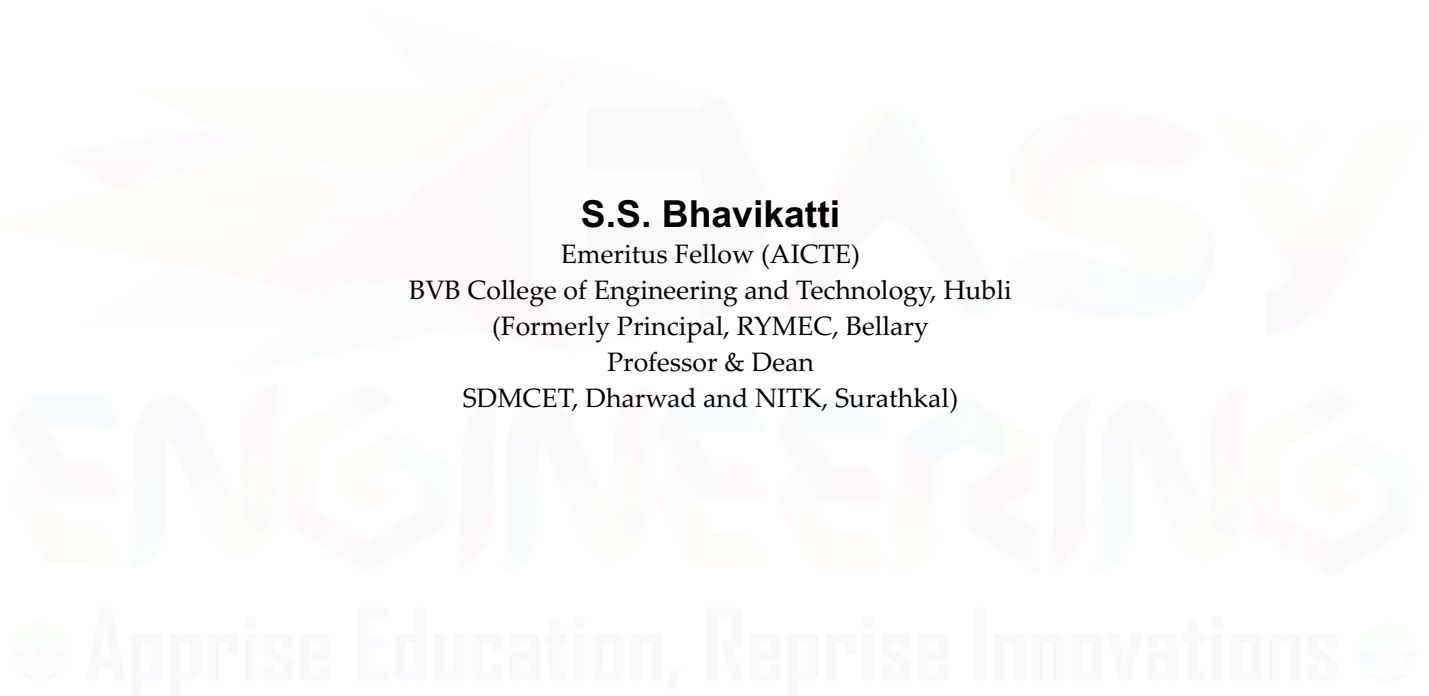 EASY
S.S. Bhavikatti
Emeritus Fellow (AICTE)
BVB College of Engineering and Technology, Hubli
(Formerly Principal, RYMEC, Bellary
Professor & Dean
SDMCET, Dharwad and NITK, Surathkal)
ENGINEERING
Apprise Education, Reprise Innovations